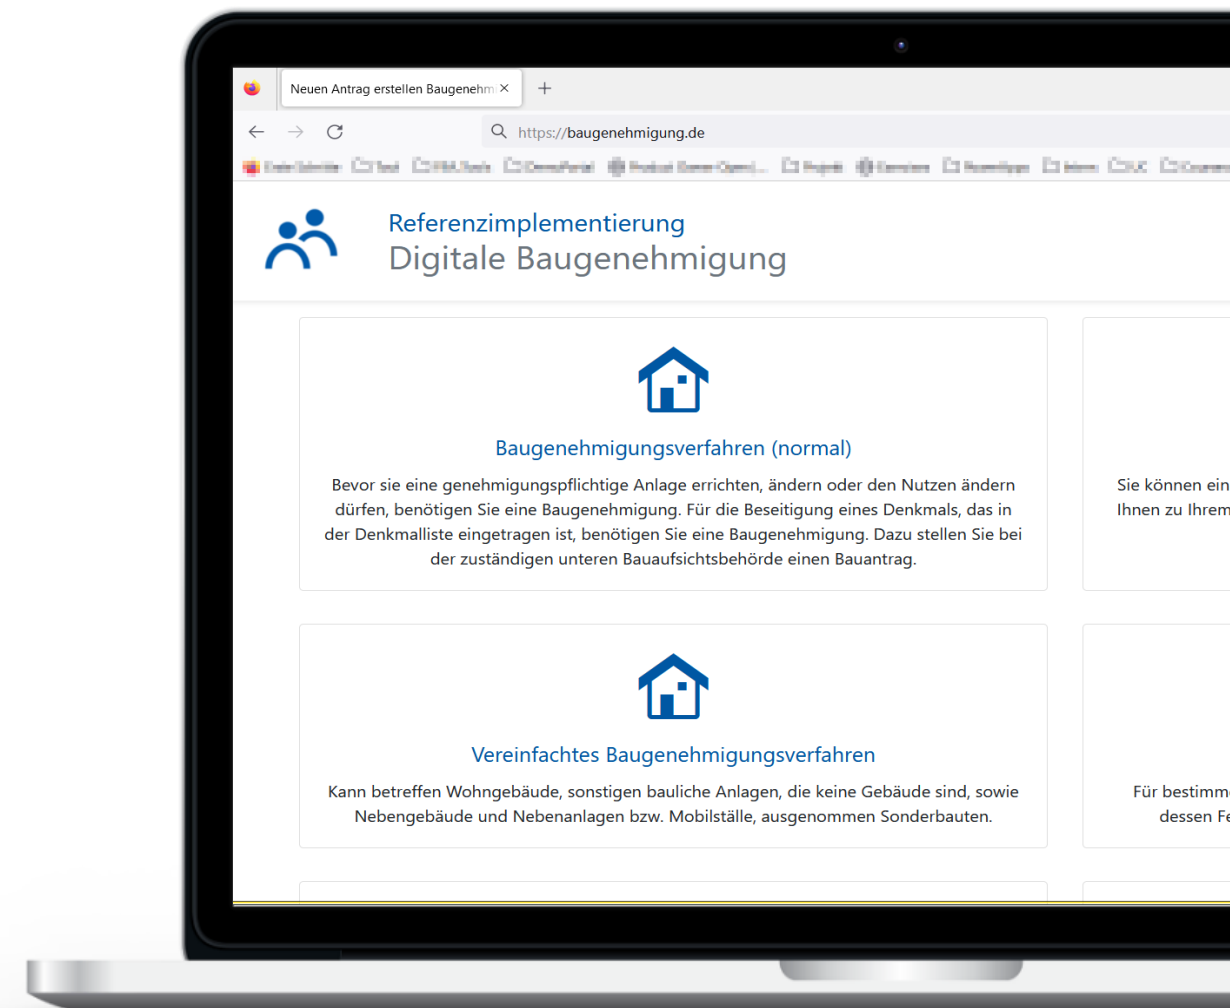 Neuen Antrag erstellen Baugenehm
https://baugenehmigung.de
Referenzimplementierung
Digitale Baugenehmigung
Baugenehmigungsverfahren (normal)
Bevor sie eine genehmigungspflichtige Anlage errichten, ändern oder den Nutzen ändern
dürfen, benötigen Sie eine Baugenehmigung. Für die Beseitigung eines Denkmals, das in
der Denkmalliste eingetragen ist, benötigen Sie eine Baugenehmigung. Dazu stellen Sie bei
der zuständigen unteren Bauaufsichtsbehörde einen Bauantrag.
Sie können ein
Ihnen zu Ihrem
Vereinfachtes Baugenehmigungsverfahren
Kann betreffen Wohngebäude, sonstigen bauliche Anlagen, die keine Gebäude sind, sowie
Nebengebäude und Nebenanlagen bzw. Mobilställe, ausgenommen Sonderbauten.
Für bestimm
dessen Fe